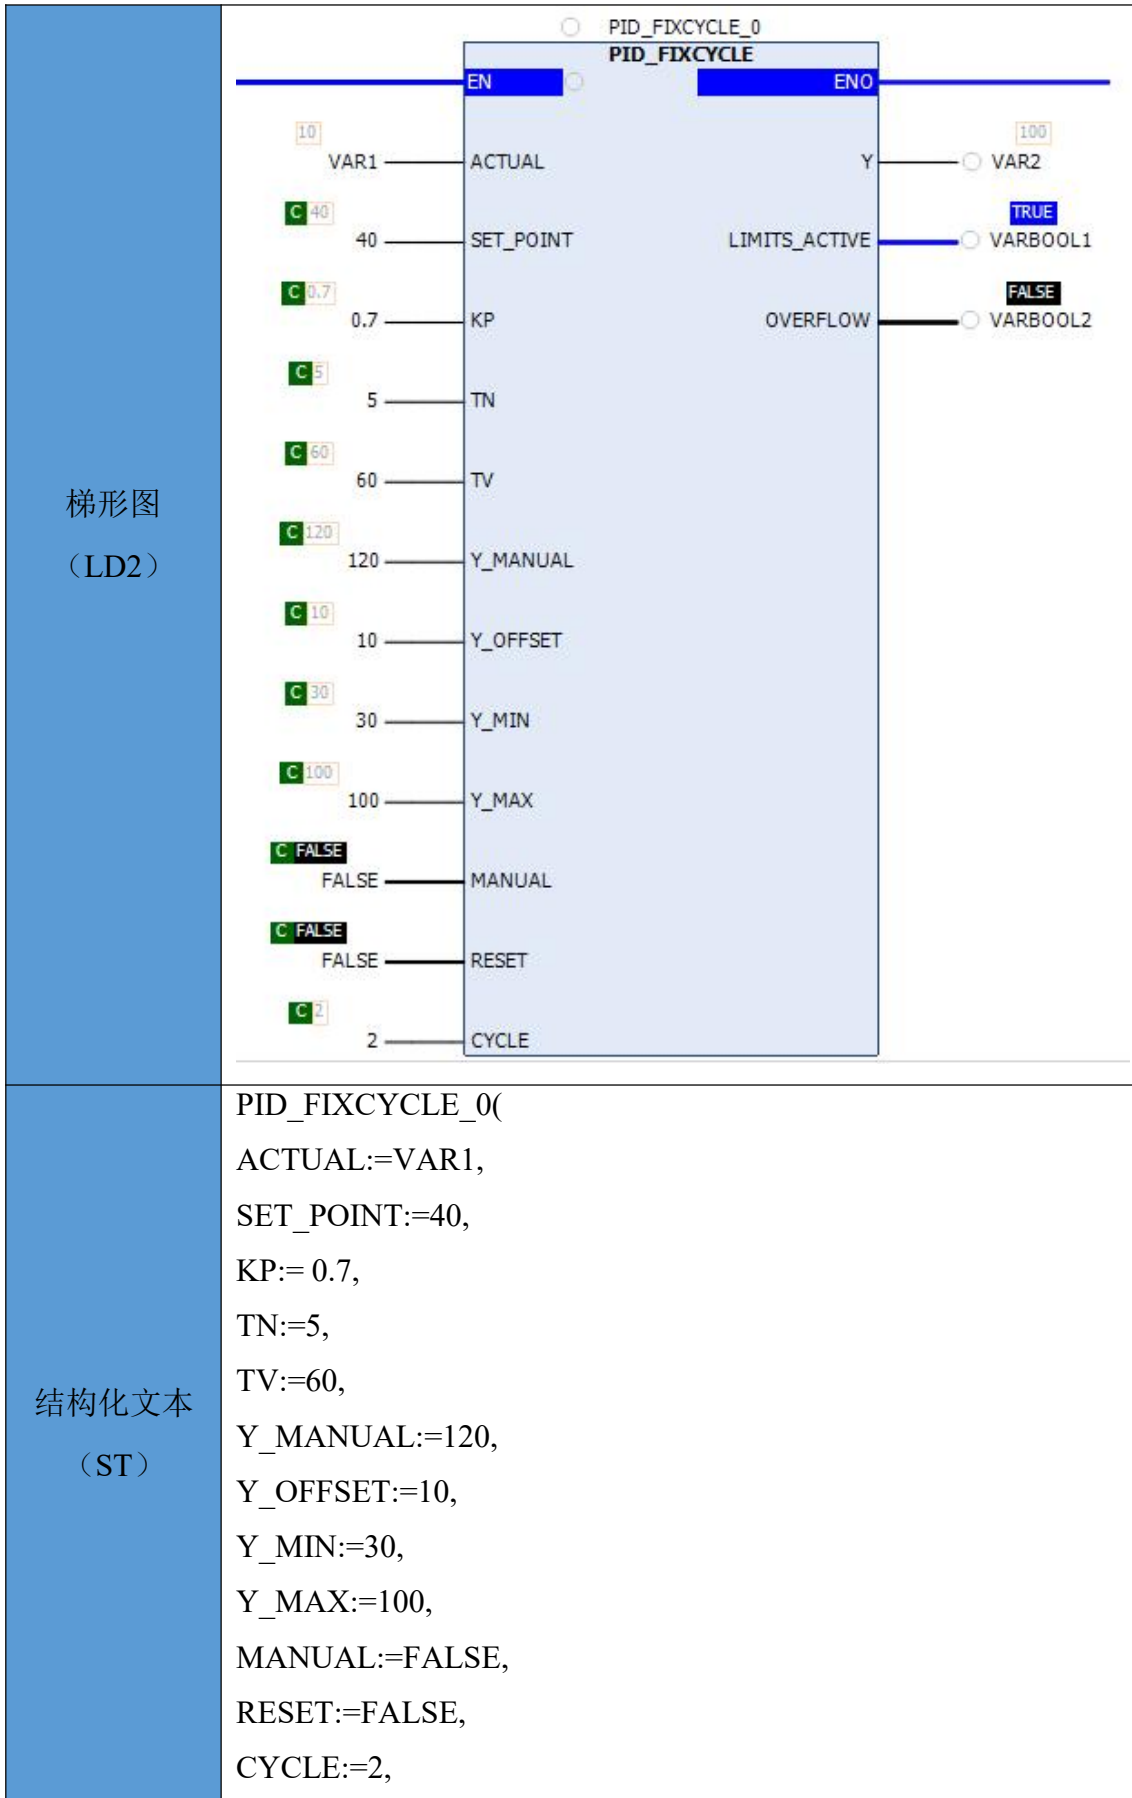 PID_FIXCYCLE_0
PID_FIXCYCLE
EN ENO
10 100
VAR1 ACTUAL Y VAR2
C 40 TRUE
40 SET_POINT LIMITS_ACTIVE VARBOOL1
C 0.7 FALSE
0.7 KP OVERFLOW VARBOOL2
C 5
5 TN
C 60
60 TV
梯形图
（LD2）
C 120
120 Y_MANUAL
C 10
10 Y_OFFSET
C 30
30 Y_MIN
C 100
100 Y_MAX
C FALSE
FALSE MANUAL
C FALSE
FALSE RESET
C 2
2 CYCLE
结构化文本
（ST）
PID_FIXCYCLE_0(
ACTUAL:=VAR1,
SET_POINT:=40,
KP:= 0.7,
TN:=5,
TV:=60,
Y_MANUAL:=120,
Y_OFFSET:=10,
Y_MIN:=30,
Y_MAX:=100,
MANUAL:=FALSE,
RESET:=FALSE,
CYCLE:=2,